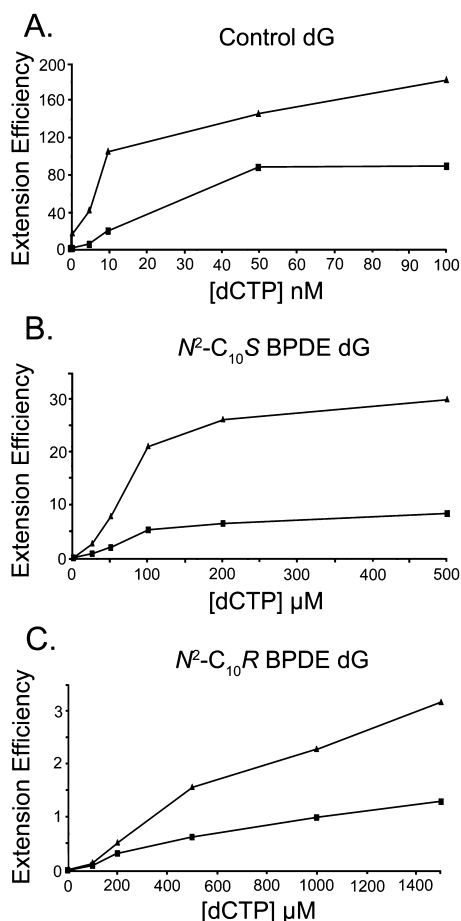 A.
Control dG
Extension Efficiency
200
160
120
80
40
0
0 10 20 30 40 50 60 70 80 90 100
[dCTP] nM
B.
N²-C₁₀S BPDE dG
Extension Efficiency
30
20
10
0
0 100 200 300 400 500
[dCTP] µM
C.
N²-C₁₀R BPDE dG
Extension Efficiency
3
2
1
0
0 200 400 600 800 1000 1200 1400
[dCTP] µM